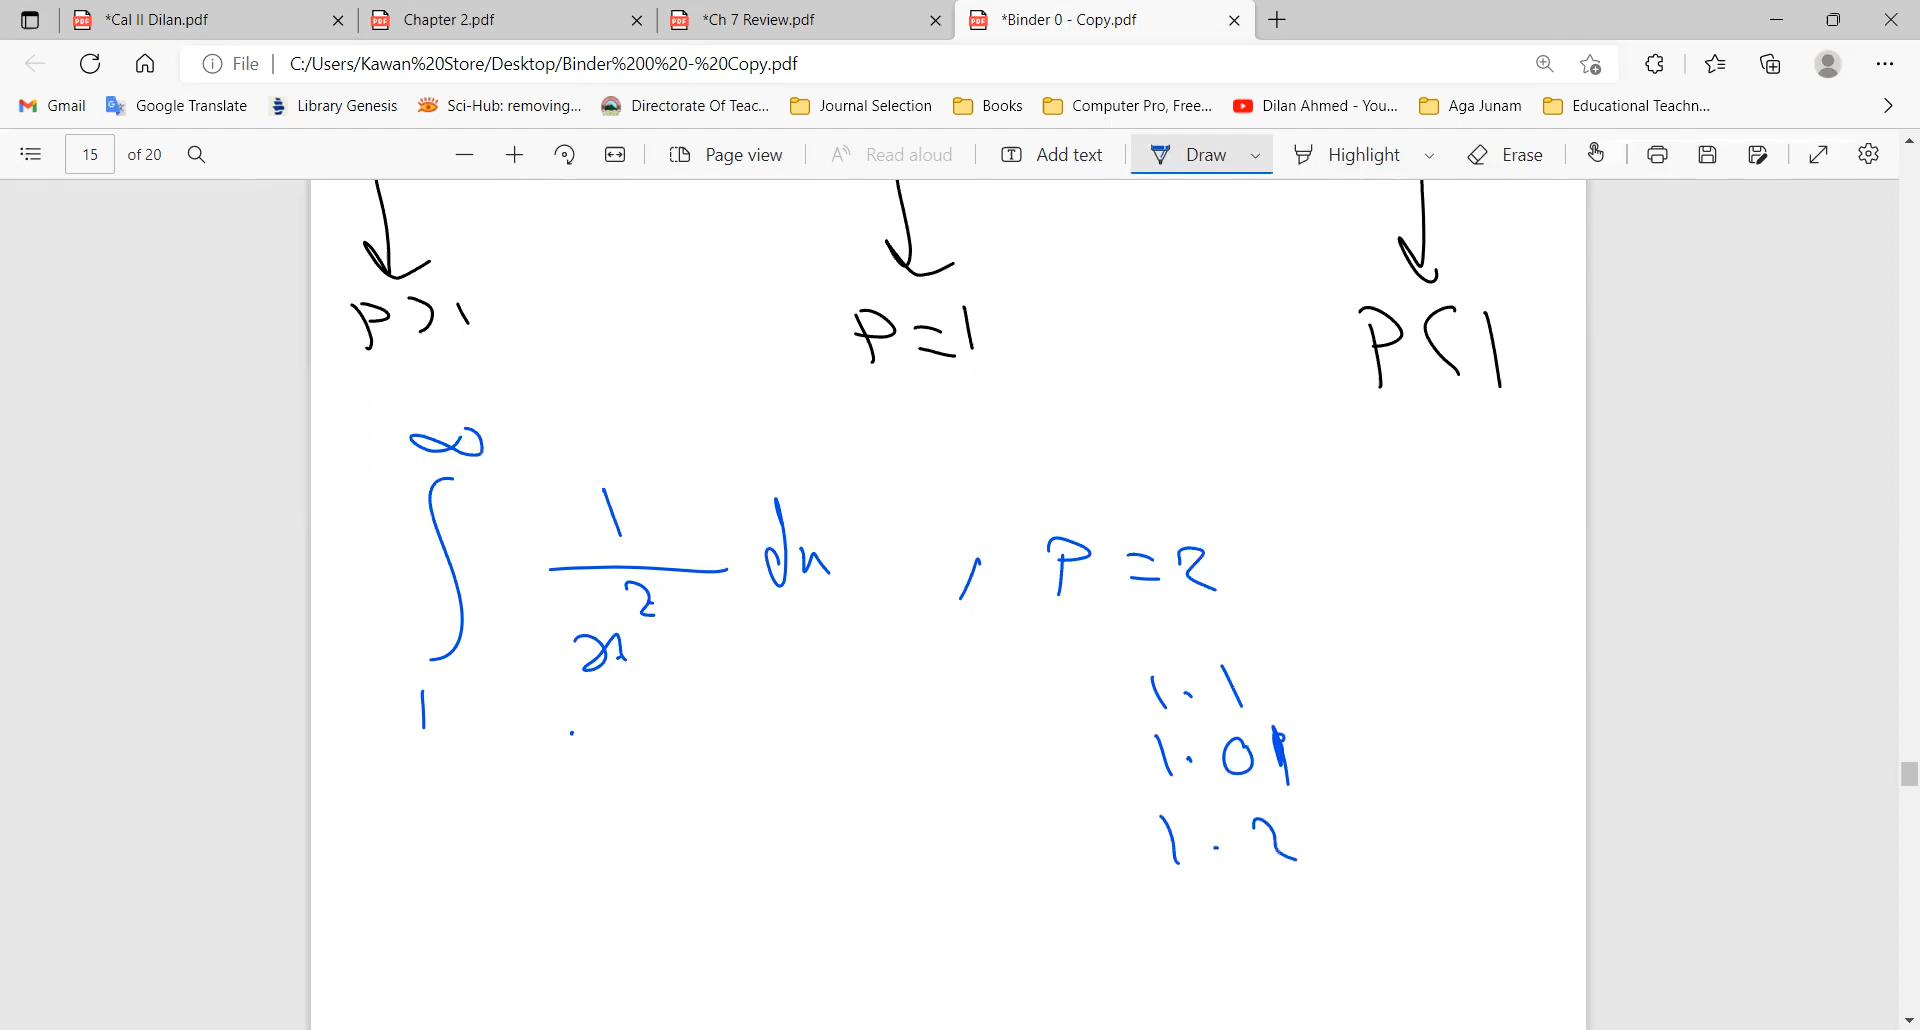 *Cal II Dilan.pdf
Chapter 2.pdf
*Ch 7 Review.pdf
*Binder 0 - Copy.pdf
File
C:/Users/Kawan%20Store/Desktop/Binder%200%20-%20Copy.pdf
Gmail
Google Translate
Library Genesis
Sci-Hub: removing...
Directorate Of Teac...
Journal Selection
Books
Computer Pro, Free...
Dilan Ahmed - You...
Aga Junam
Educational Teachn...
15 of 20
Page view
Read aloud
Add text
Draw
Highlight
Erase
P > 1
P = 1
P < 1
∫₁^∞ 1/x² dx , P = 2
1.1
1.01
1.2